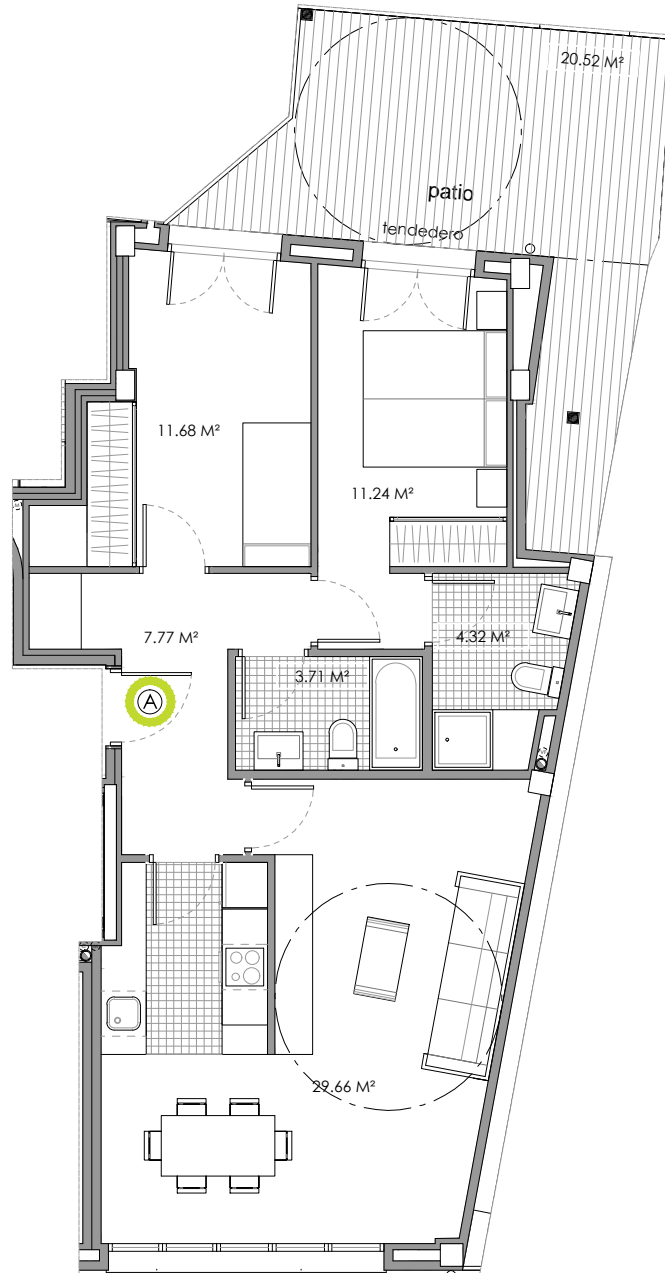 20.52 M²
patio
tendedero
11.68 M²
11.24 M²
7.77 M²
4.32 M²
3.71 M²
A
29.66 M²